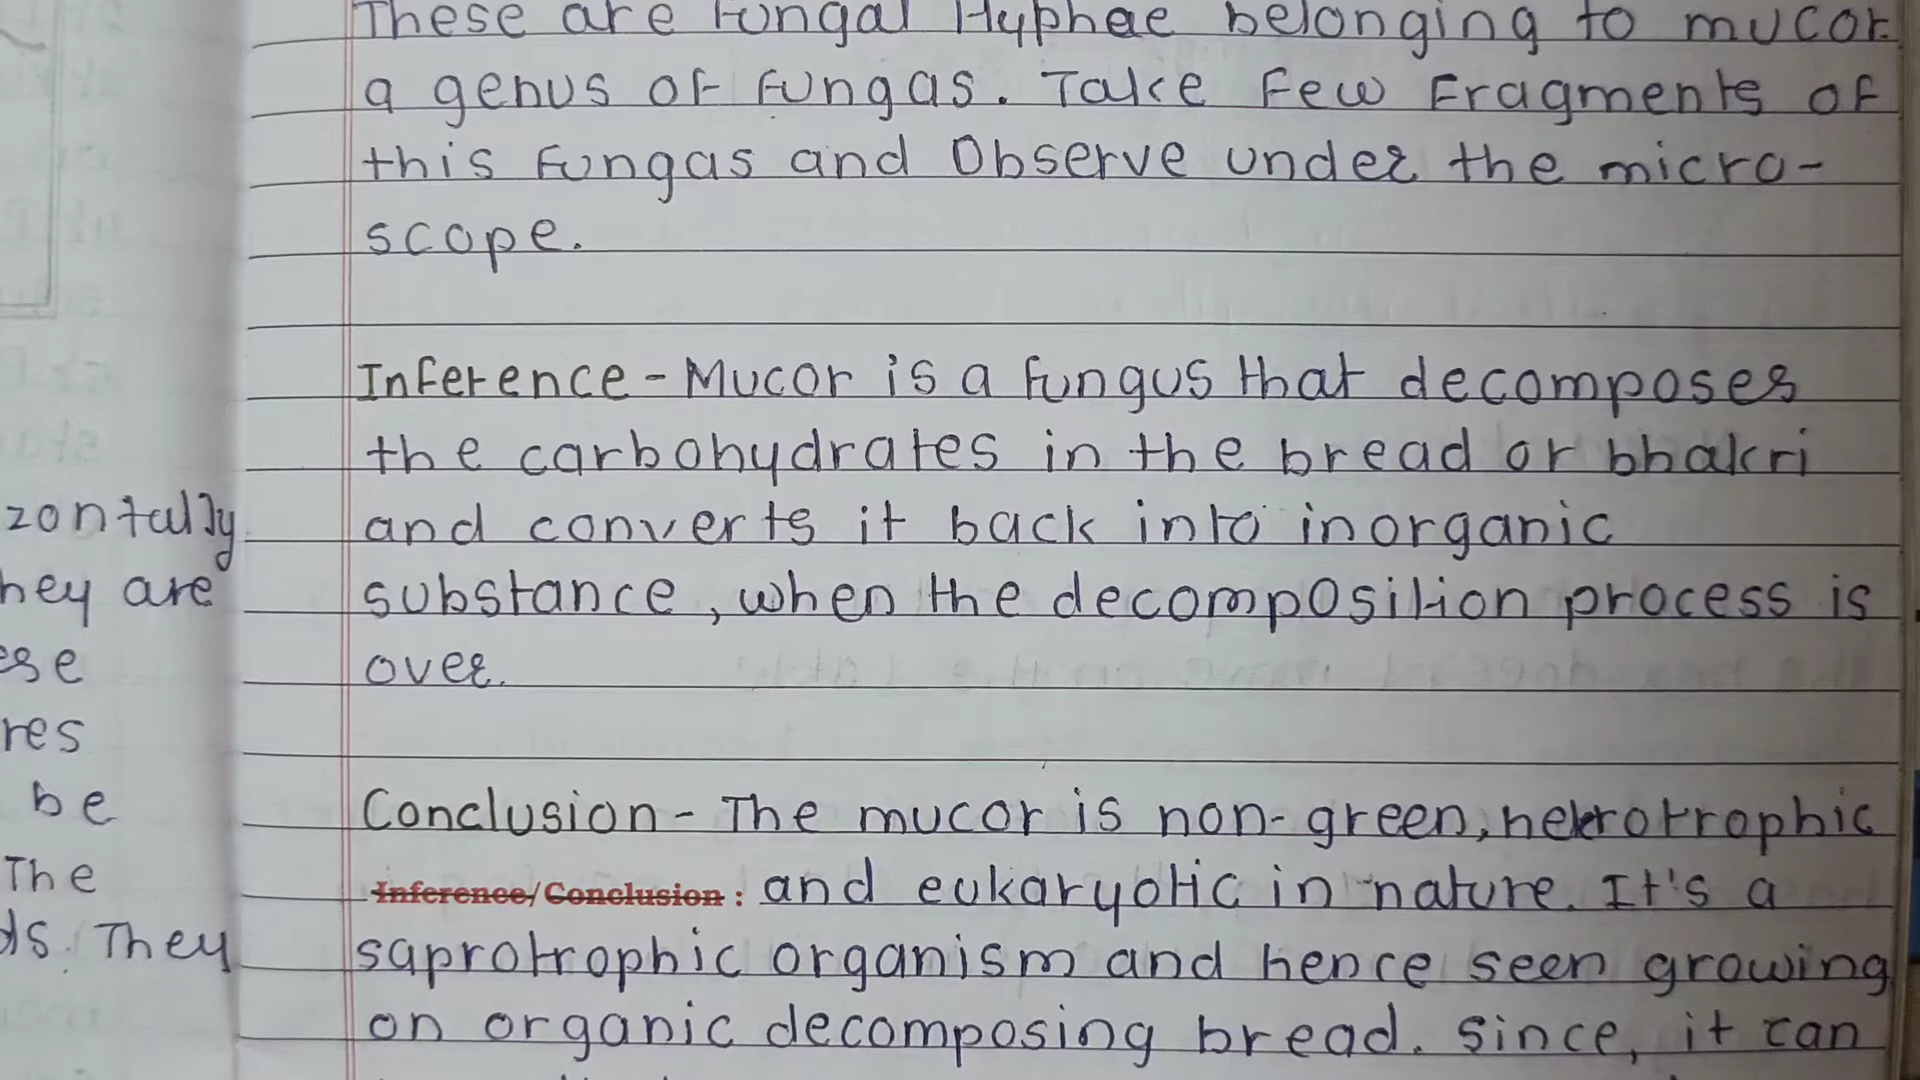 zontally
hey are
ese
res
be
The
ds. They
These are Fungal Hyphae belonging to mucor
a genus of fungas. Take Few Fragments of
this fungas and Observe under the micro-
scope.
Inference - Mucor is a fungus that decomposes
the carbohydrates in the bread or bhakri
and converts it back into inorganic
substance, when the decomposition process is
over.
Conclusion - The mucor is non-green, hetrotrophic
Inference/Conclusion : and eukaryotic in nature. It's a
saprotrophic organism and hence seen growing
on organic decomposing bread. Since, it can